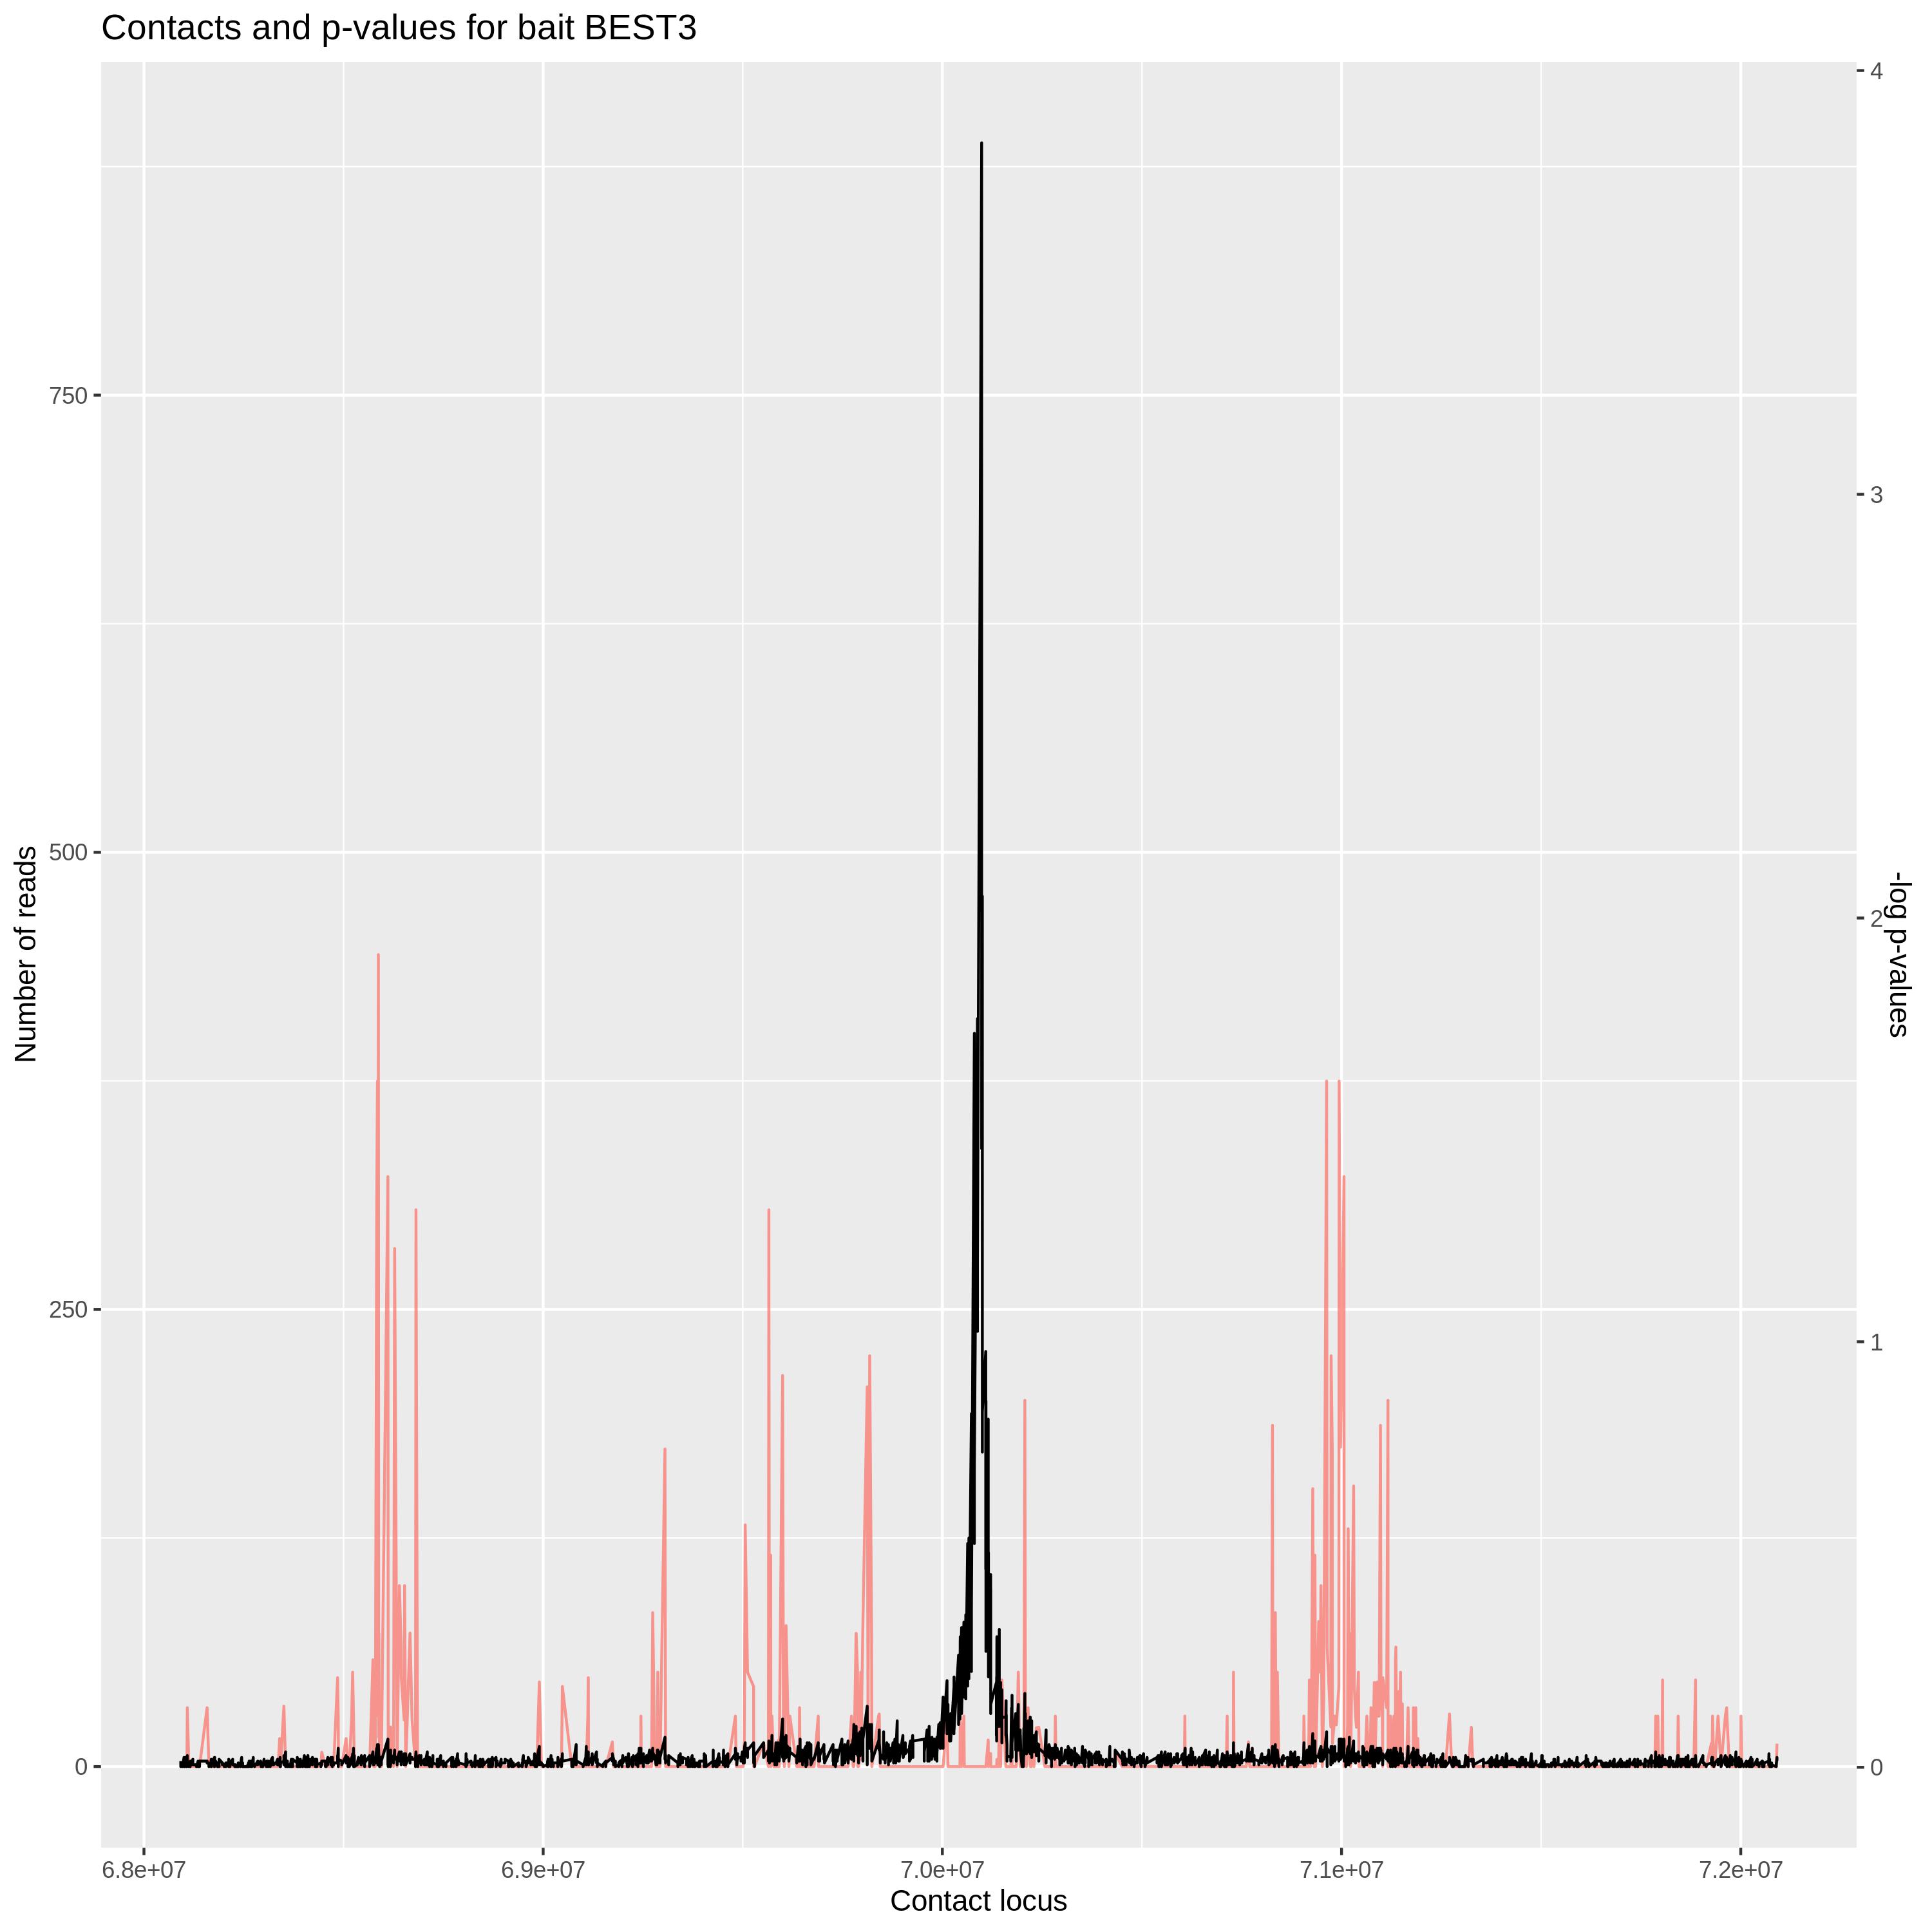 Contacts and p-values for bait BEST3
4
750
3
500
2
250
1
0
0
Number of reads
-log p-values
6.8e+07
6.9e+07
7.0e+07
7.1e+07
7.2e+07
Contact locus